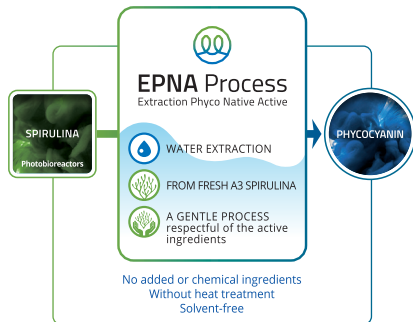 EPNA Process
Extraction Phyco Native Active
SPIRULINA
Photobioreactors
WATER EXTRACTION
FROM FRESH A3 SPIRULINA
A GENTLE PROCESS
respectful of the active
ingredients
PHYCOCYANIN
No added or chemical ingredients
Without heat treatment
Solvent-free